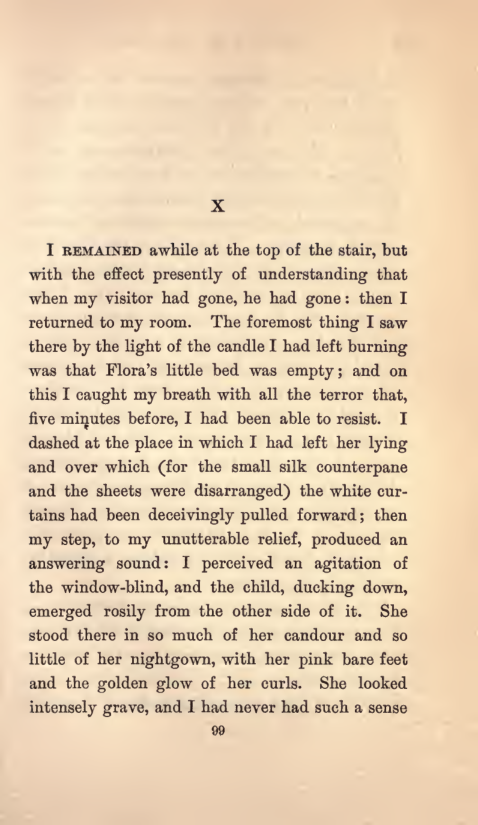 X
I REMAINED awhile at the top of the stair, but
with the effect presently of understanding that
when my visitor had gone, he had gone: then I
returned to my room. The foremost thing I saw
there by the light of the candle I had left burning
was that Flora's little bed was empty; and on
this I caught my breath with all the terror that,
five minutes before, I had been able to resist. I
dashed at the place in which I had left her lying
and over which (for the small silk counterpane
and the sheets were disarranged) the white cur-
tains had been deceivingly pulled forward; then
my step, to my unutterable relief, produced an
answering sound: I perceived an agitation of
the window-blind, and the child, ducking down,
emerged rosily from the other side of it. She
stood there in so much of her candour and so
little of her nightgown, with her pink bare feet
and the golden glow of her curls. She looked
intensely grave, and I had never had such a sense
99